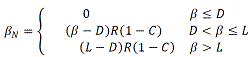 β_N = { 0 β ≤ D
(β − D)R(1 − C) D < β ≤ L
(L − D)R(1 − C) β > L